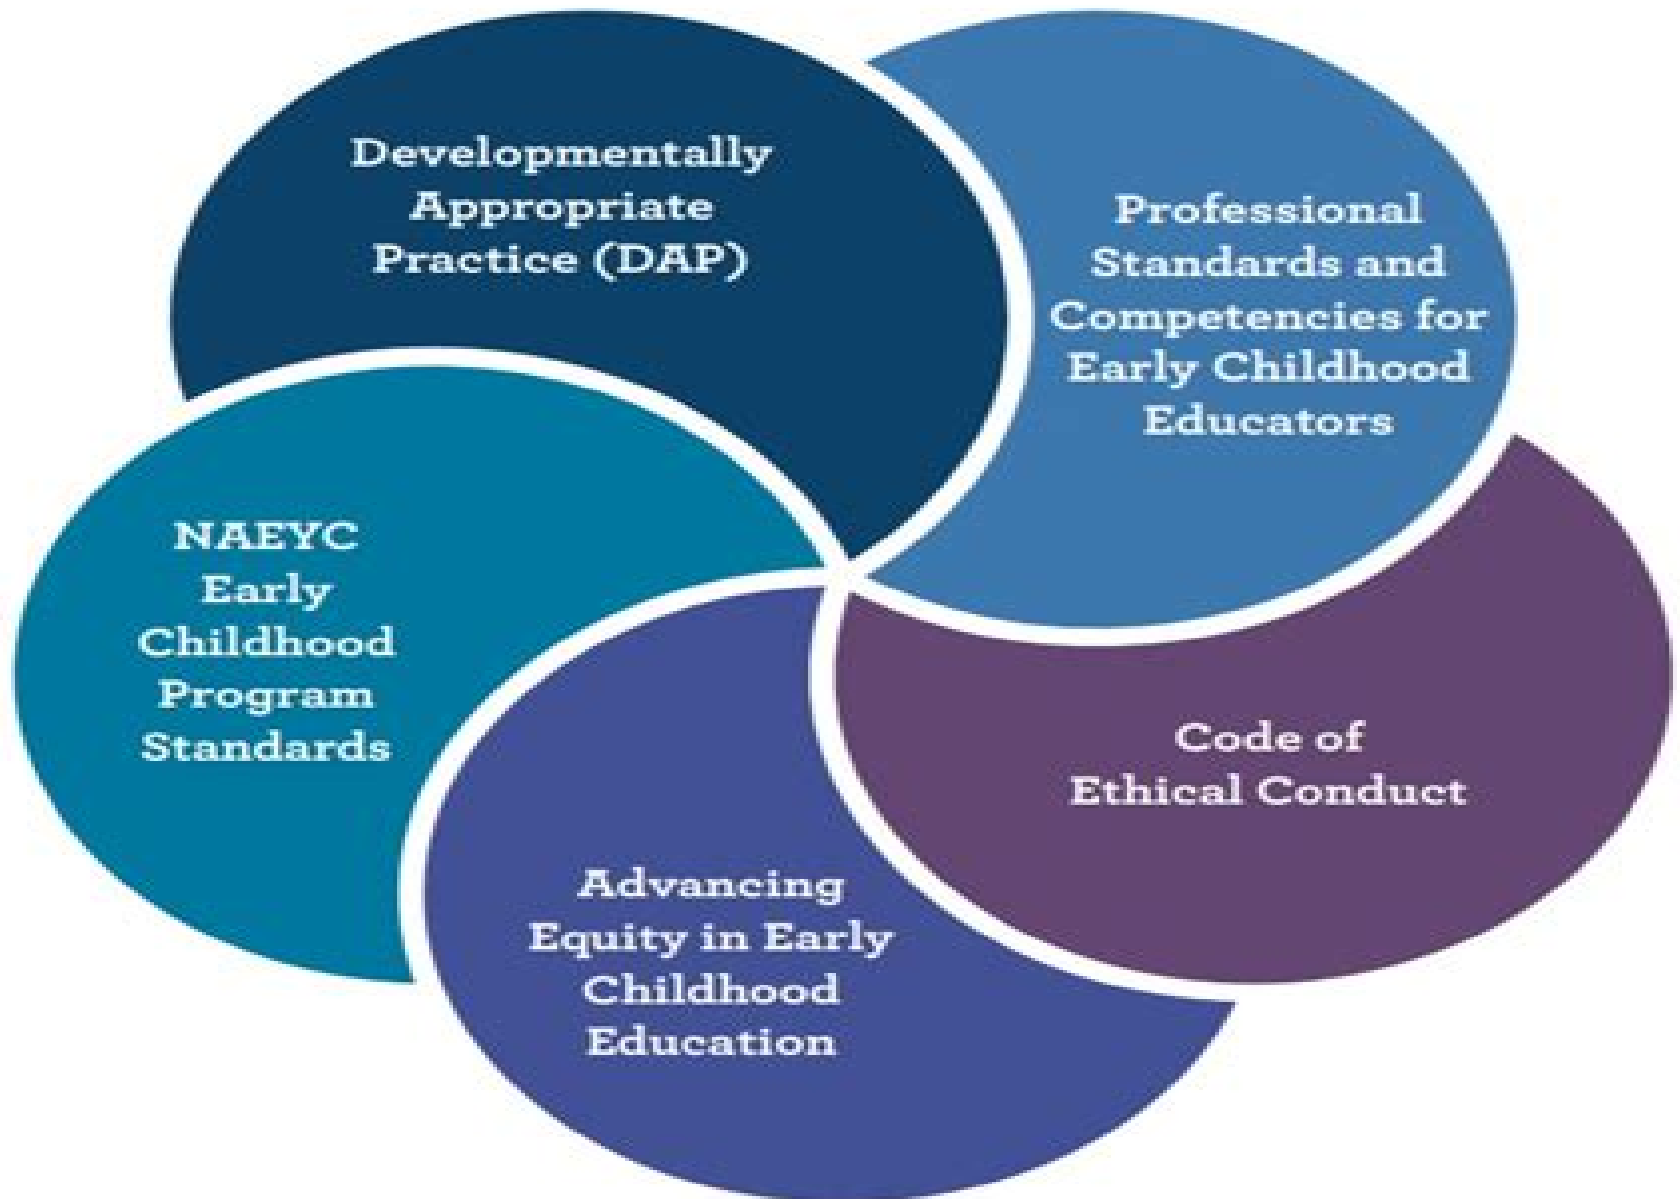 Developmentally
Appropriate
Practice (DAP)
Professional
Standards and
Competencies for
Early Childhood
Educators
NAEYC
Early
Childhood
Program
Standards
Code of
Ethical Conduct
Advancing
Equity in Early
Childhood
Education